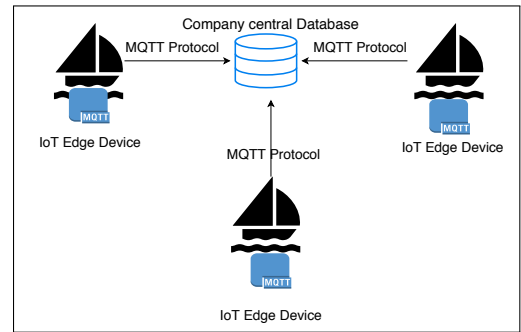 Company central Database
MQTT Protocol
MQTT Protocol
MQTT
IoT Edge Device
MQTT
IoT Edge Device
MQTT Protocol
MQTT
IoT Edge Device